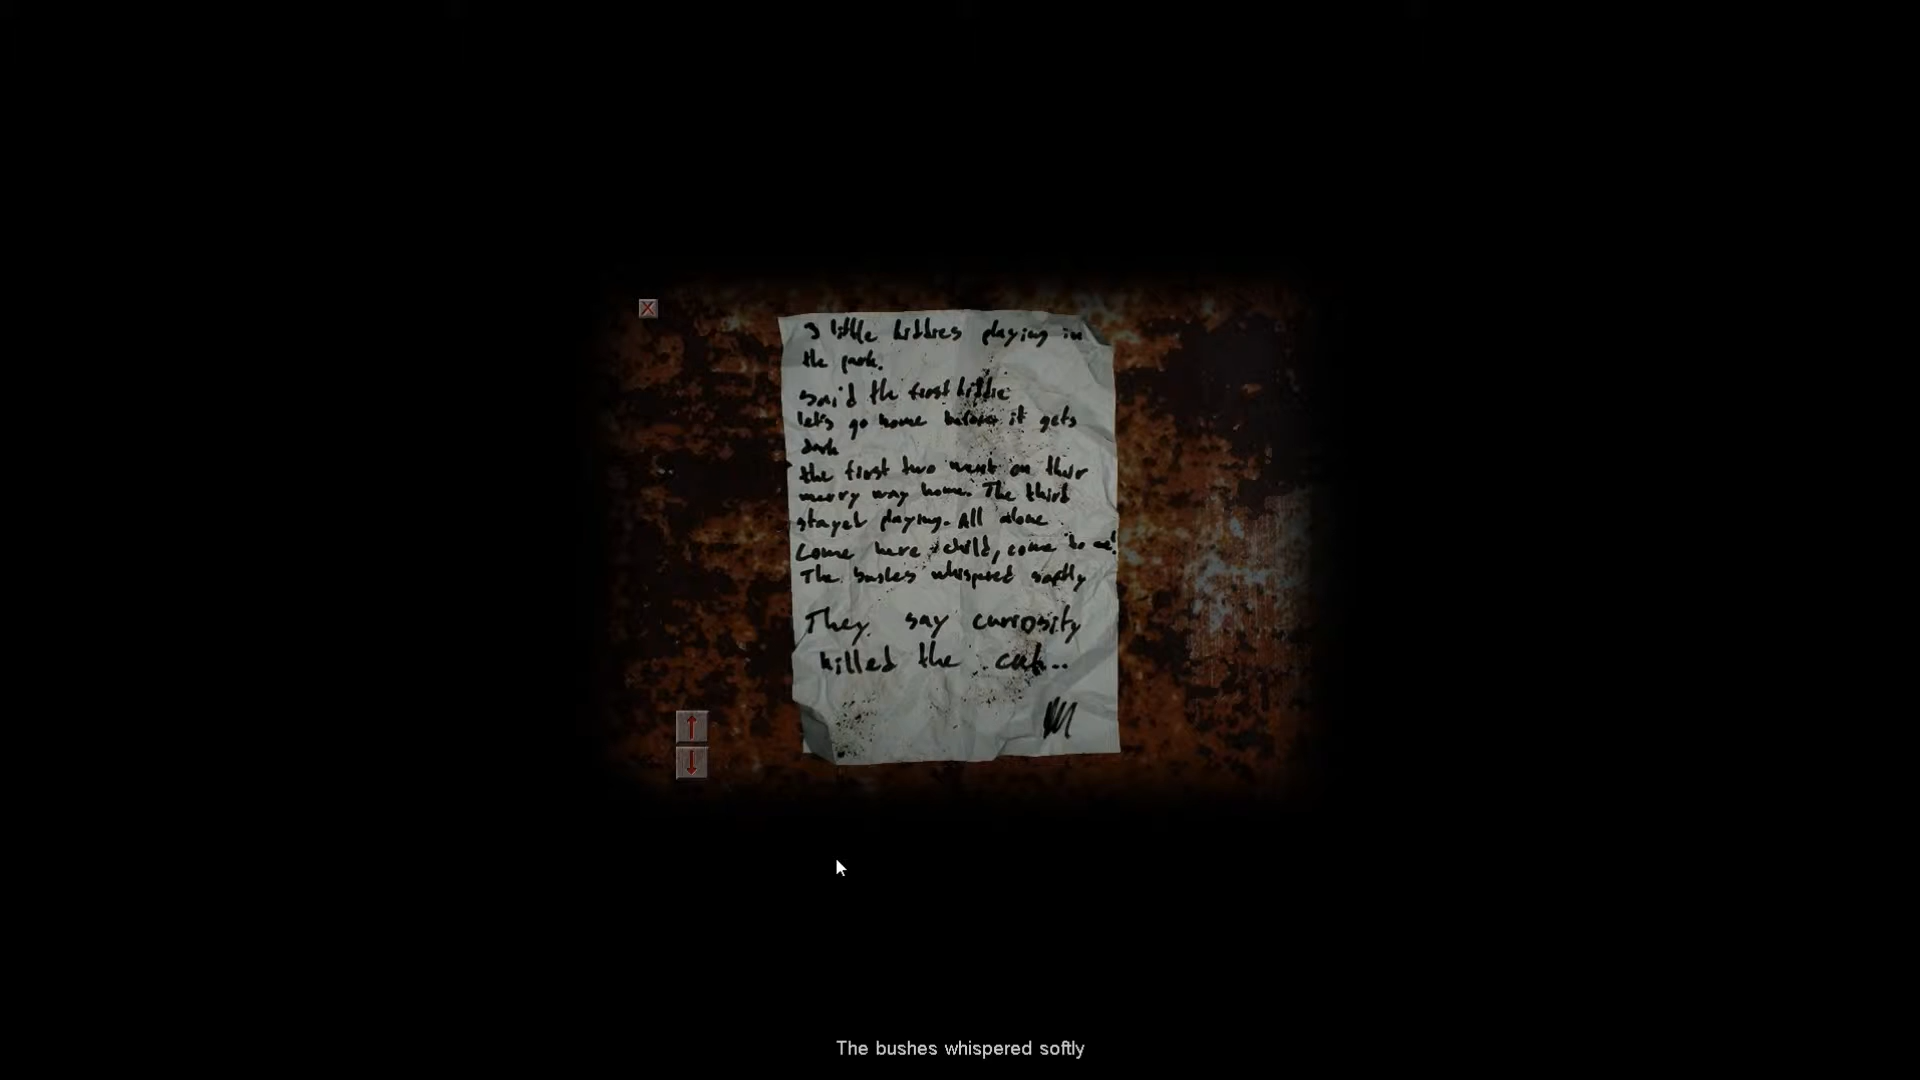 3 little kiddies playing in
the park.
said the first kiddie
let's go home before it gets
dark
the first two went on their
merry way home. The third
stayed playing. All alone
Come here child, come to me!
The bushes whispered softly
They say curiosity
killed the cat..
The bushes whispered softly